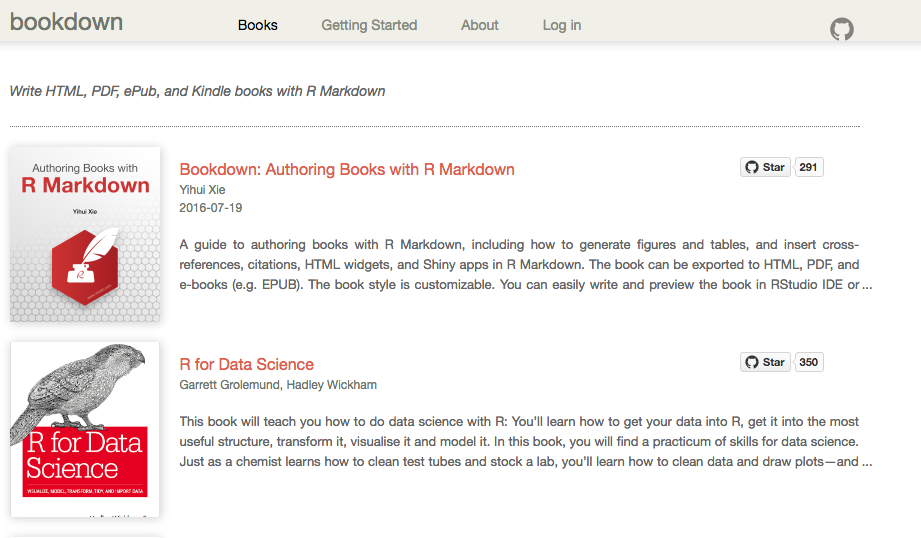 bookdown
Books
Getting Started
About
Log in
Write HTML, PDF, ePub, and Kindle books with R Markdown
Authoring Books with
R Markdown
Yihui Xie
Bookdown: Authoring Books with R Markdown
Star
291
Yihui Xie
2016-07-19
A guide to authoring books with R Markdown, including how to generate figures and tables, and insert cross-
references, citations, HTML widgets, and Shiny apps in R Markdown. The book can be exported to HTML, PDF, and
e-books (e.g. EPUB). The book style is customizable. You can easily write and preview the book in RStudio IDE or ...
R for Data
Science
VISUALIZE, MODEL, TRANSFORM, TIDY, AND IMPORT DATA
R for Data Science
Star
350
Garrett Grolemund, Hadley Wickham
This book will teach you how to do data science with R: You’ll learn how to get your data into R, get it into the most
useful structure, transform it, visualise it and model it. In this book, you will find a practicum of skills for data science.
Just as a chemist learns how to clean test tubes and stock a lab, you’ll learn how to clean data and draw plots—and ...